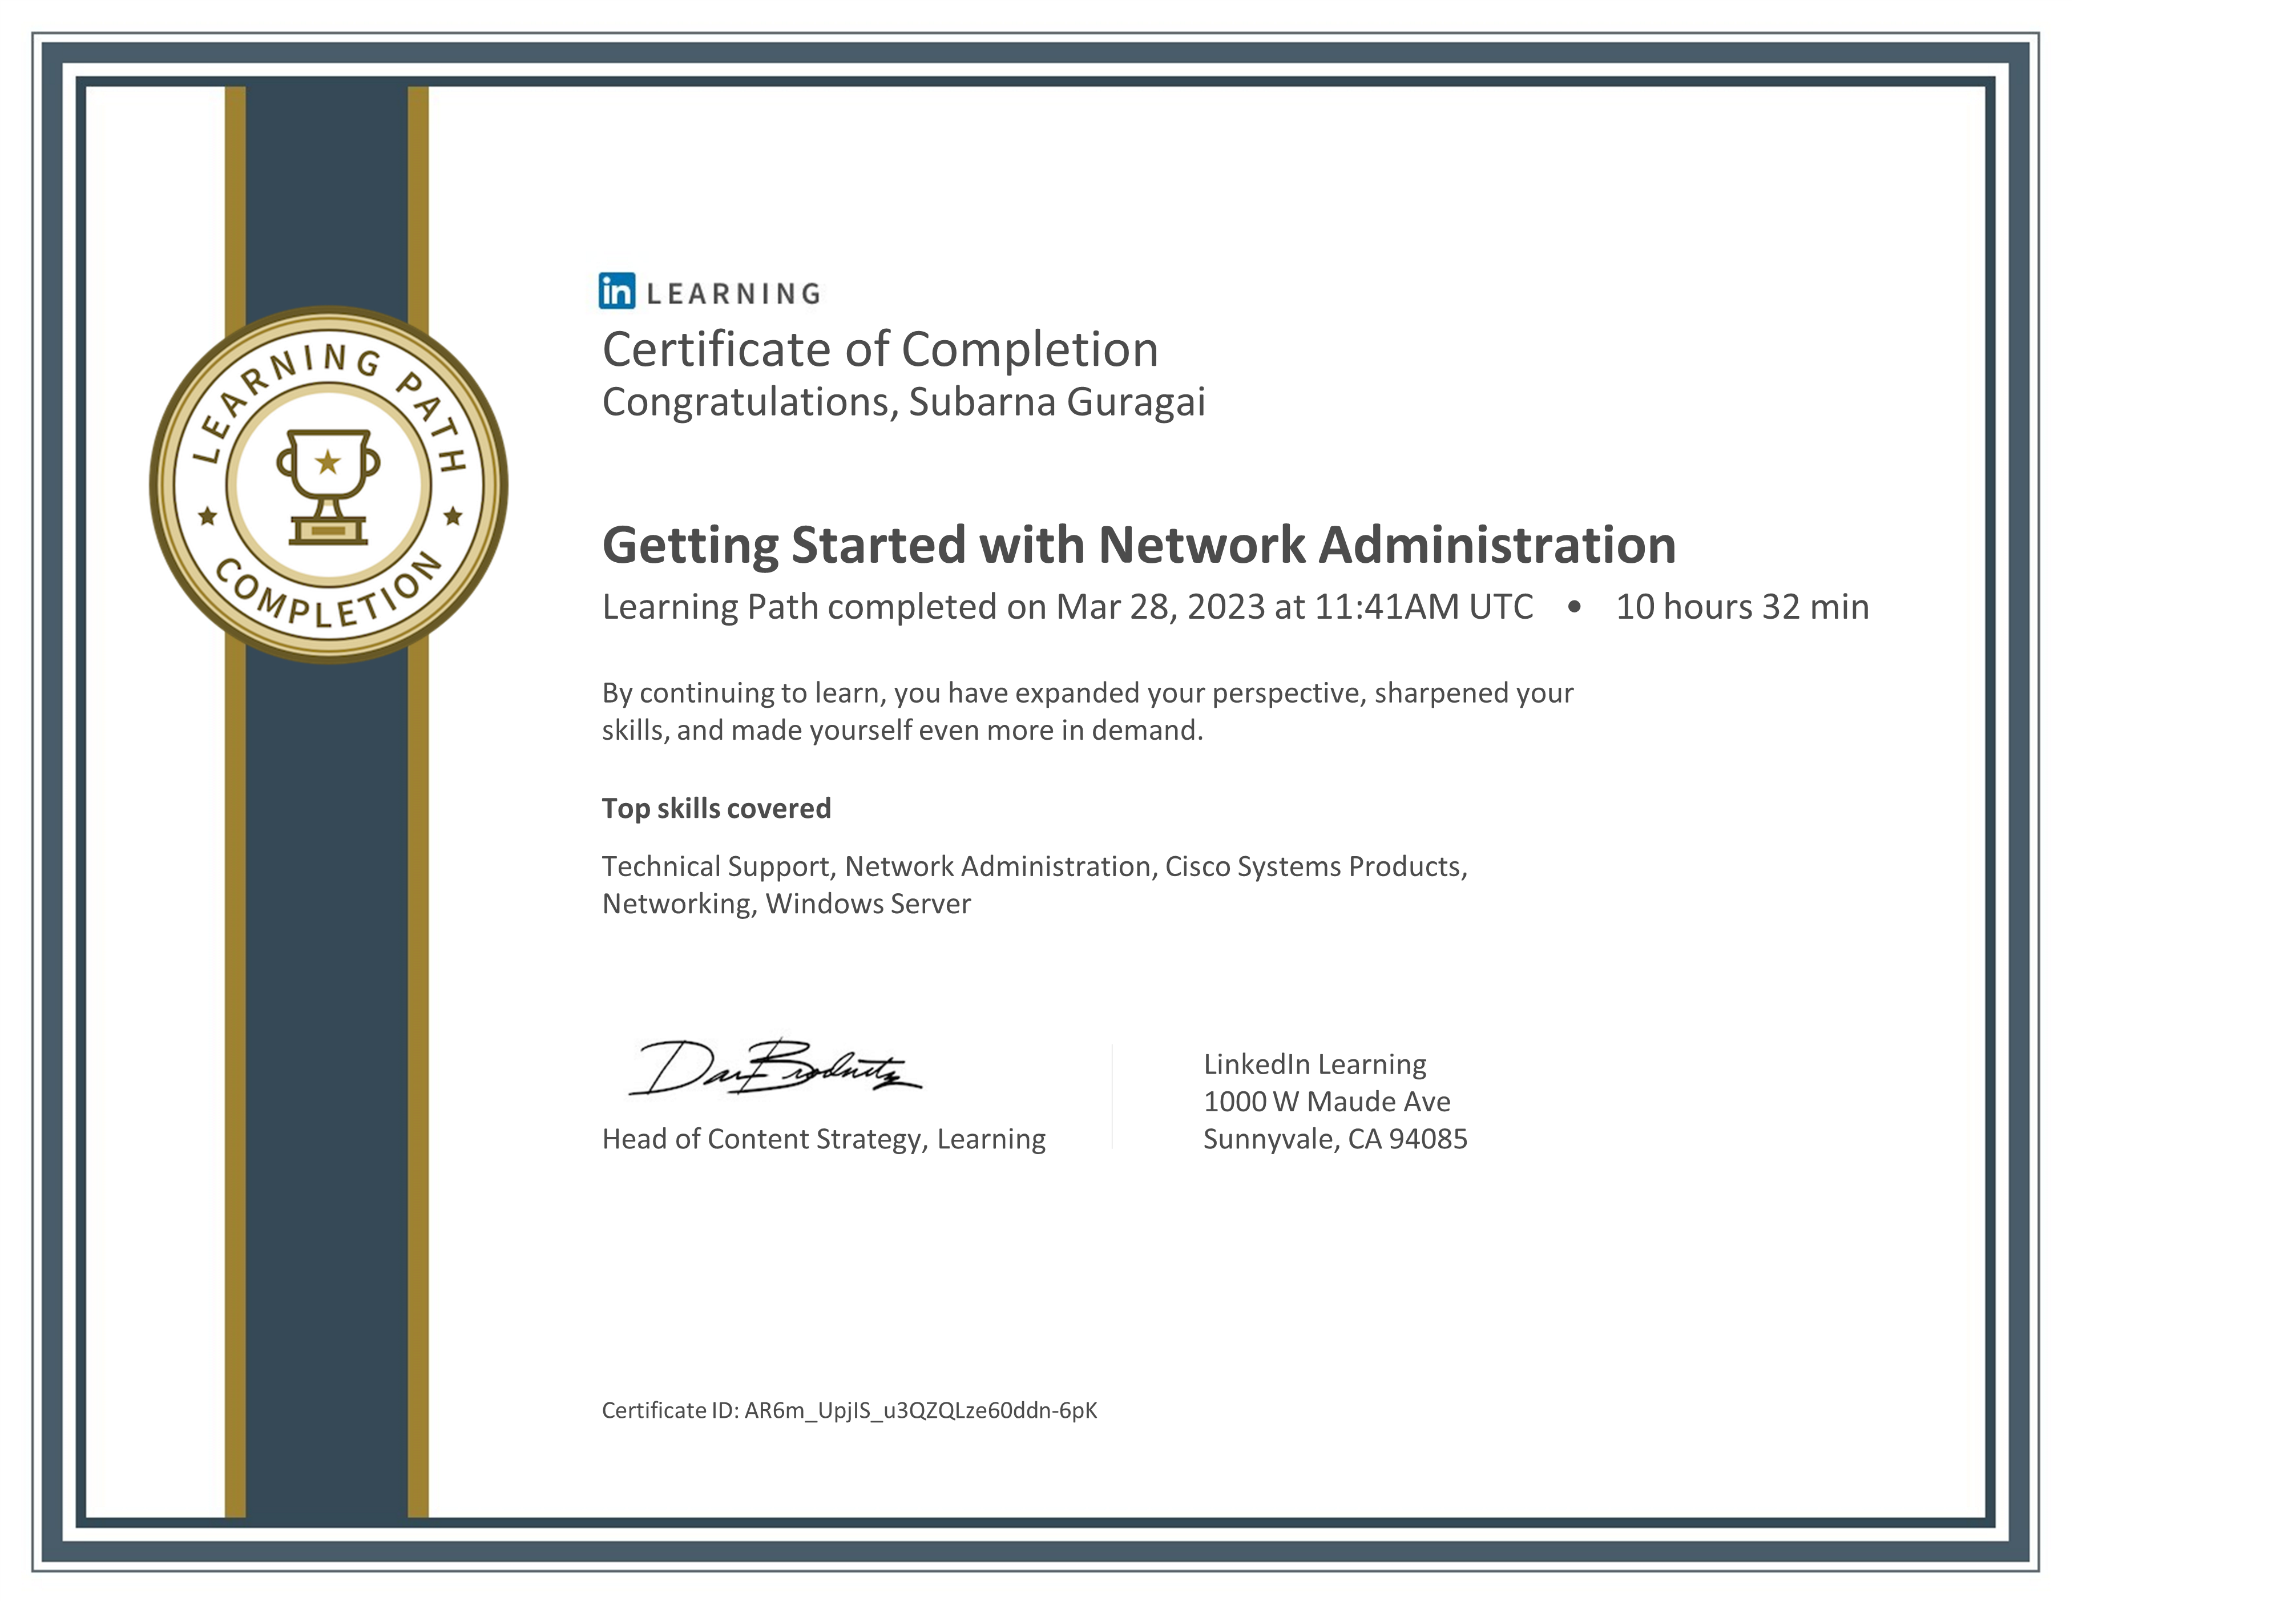 LEARNING PATH
COMPLETION
in LEARNING
Certificate of Completion
Congratulations, Subarna Guragai
Getting Started with Network Administration
Learning Path completed on Mar 28, 2023 at 11:41AM UTC • 10 hours 32 min
By continuing to learn, you have expanded your perspective, sharpened your
skills, and made yourself even more in demand.
Top skills covered
Technical Support, Network Administration, Cisco Systems Products,
Networking, Windows Server
Head of Content Strategy, Learning
LinkedIn Learning
1000 W Maude Ave
Sunnyvale, CA 94085
Certificate ID: AR6m_UpjIS_u3QZQLze60ddn-6pK